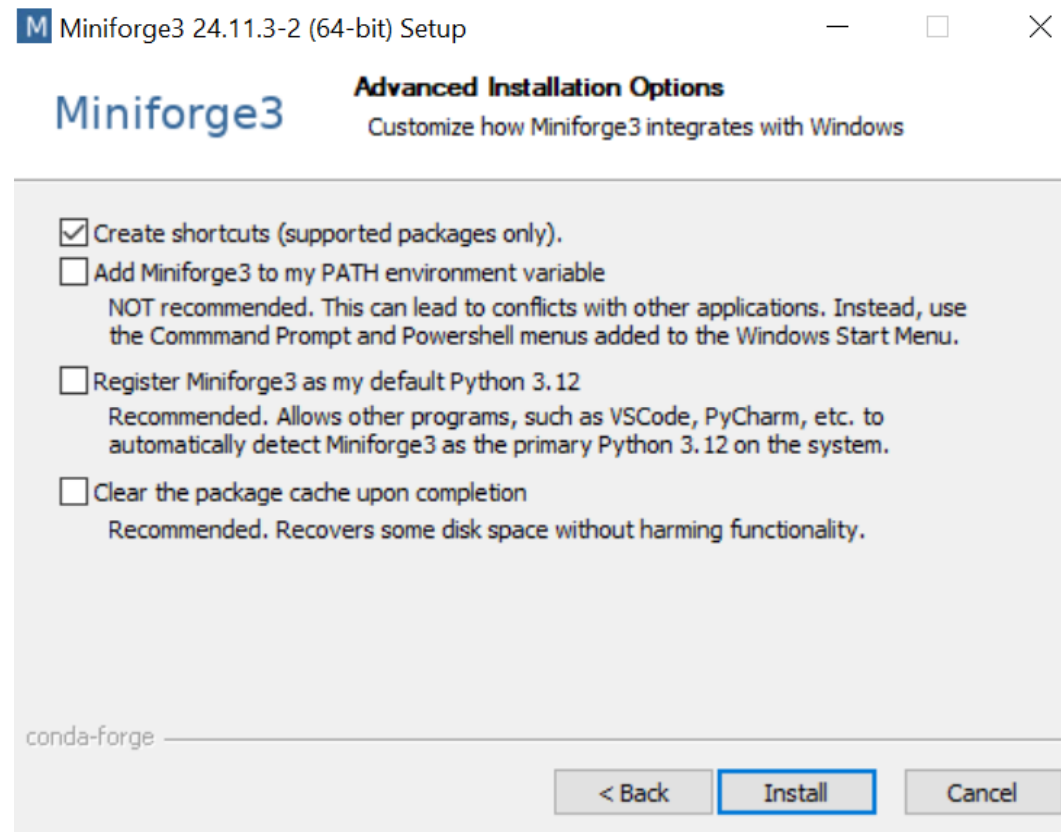 M Miniforge3 24.11.3-2 (64-bit) Setup
Miniforge3
Advanced Installation Options
Customize how Miniforge3 integrates with Windows
Create shortcuts (supported packages only).
Add Miniforge3 to my PATH environment variable
NOT recommended. This can lead to conflicts with other applications. Instead, use
the Commmand Prompt and Powershell menus added to the Windows Start Menu.
Register Miniforge3 as my default Python 3.12
Recommended. Allows other programs, such as VSCode, PyCharm, etc. to
automatically detect Miniforge3 as the primary Python 3.12 on the system.
Clear the package cache upon completion
Recommended. Recovers some disk space without harming functionality.
conda-forge
< Back Install Cancel